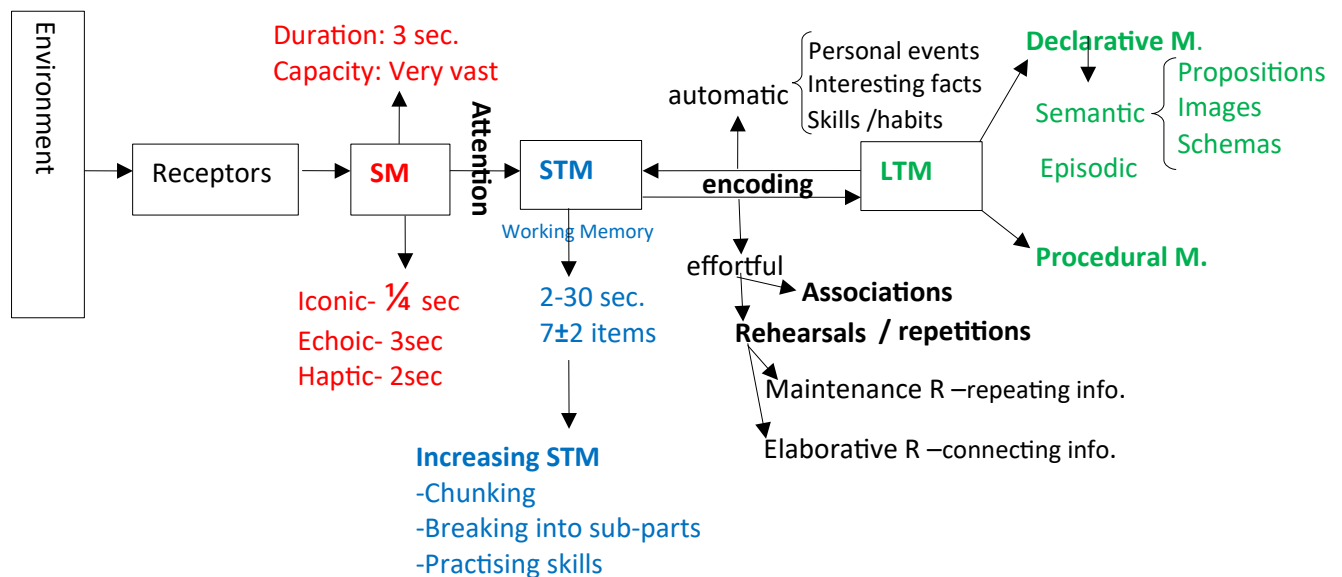 Environment
Receptors
Duration: 3 sec.
Capacity: Very vast
SM
Iconic- ¼ sec
Echoic- 3sec
Haptic- 2sec
Attention
STM
Working Memory
2-30 sec.
7±2 items
Increasing STM
-Chunking
-Breaking into sub-parts
-Practising skills
encoding
automatic
Personal events
Interesting facts
Skills /habits
effortful
Associations
Rehearsals / repetitions
Maintenance R –repeating info.
Elaborative R –connecting info.
LTM
Declarative M.
Semantic
Propositions
Images
Schemas
Episodic
Procedural M.